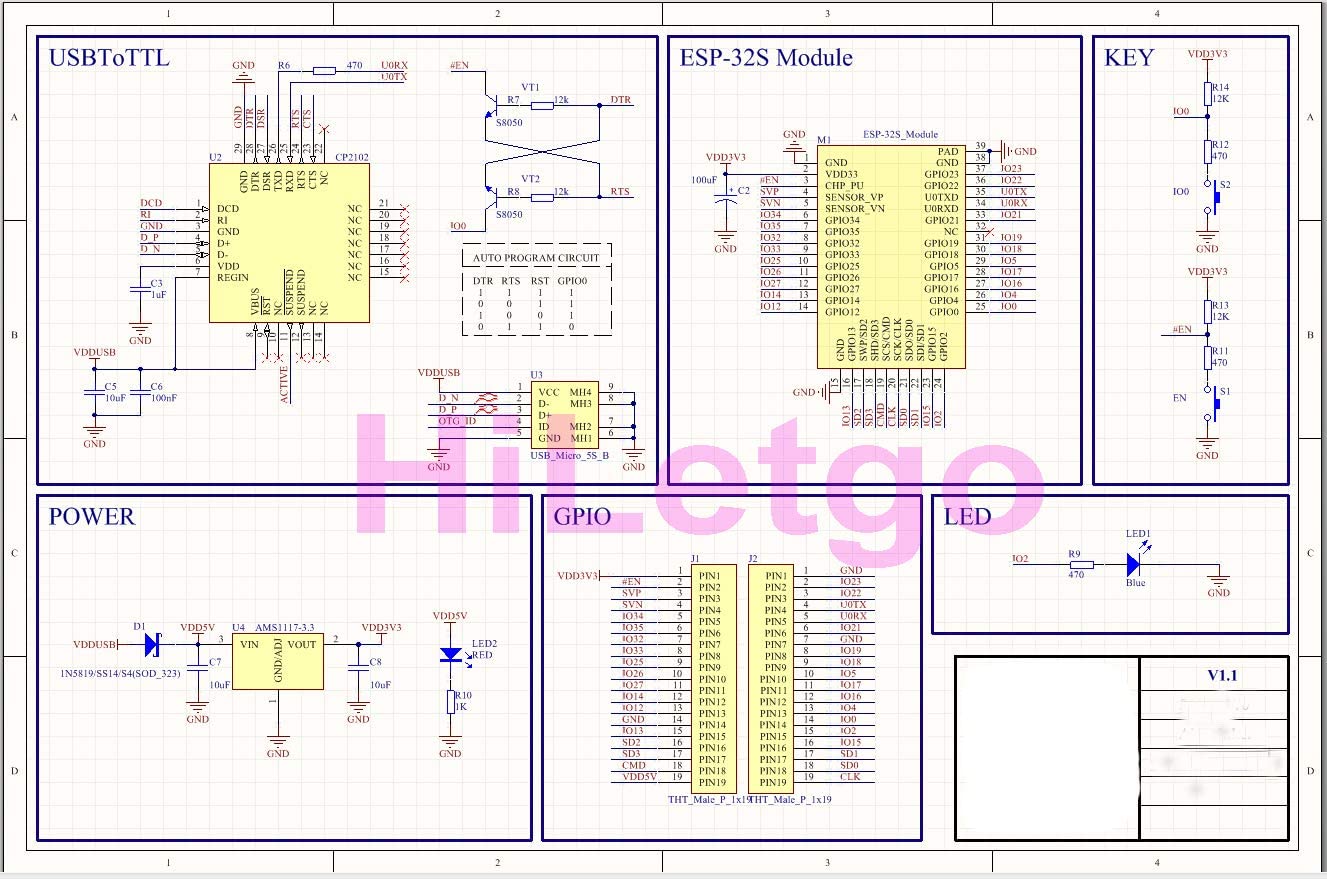 1 2 3 4
A
B
C
D
USBToTTL
GND
R6 470 U0RX
U0TX
GND DTR DSR RTS CTS
29 28 27 26 25 24 23 22
U2 CP2102
GND DTR DSR TXD RXD RTS CTS NC
DCD 1 DCD NC 21
RI 2 RI NC 20
GND 3 GND NC 19
D_P 4 D+ NC 18
D_N 5 D- NC 17
6 VDD NC 16
7 REGIN NC 15
VBUS RST NC SUSPEND SUSPEND NC NC
8 9 10 11 12 13 14
ACTIVE
C3
1uF
GND
VDDUSB
C5
10uF
C6
100nF
GND
#EN
VT1
R7 12k DTR
S8050
VT2
R8 12k RTS
S8050
IO0
AUTO PROGRAM CIRCUIT
DTR RTS RST GPIO0
1 1 1 1
0 0 1 1
1 0 0 1
0 1 1 0
VDDUSB
U3
1 VCC MH4 9
D_N 2 D- MH3 8
D_P 3 D+
OTG_ID 4 ID MH2 7
5 GND MH1 6
GND USB_Micro_5S_B GND
ESP-32S Module
M1 ESP-32S_Module
GND
VDD3V3
100uF + C2
GND
PAD 39 GND
1 GND GND 38
2 VDD33 GPIO23 37 IO23
#EN 3 CHP_PU GPIO22 36 IO22
SVP 4 SENSOR_VP U0TXD 35 U0TX
SVN 5 SENSOR_VN U0RXD 34 U0RX
IO34 6 GPIO34 GPIO21 33 IO21
IO35 7 GPIO35 NC 32
IO32 8 GPIO32 GPIO19 31 IO19
IO33 9 GPIO33 GPIO18 30 IO18
IO25 10 GPIO25 GPIO5 29 IO5
IO26 11 GPIO26 GPIO17 28 IO17
IO27 12 GPIO27 GPIO16 27 IO16
IO14 13 GPIO14 GPIO4 26 IO4
IO12 14 GPIO12 GPIO0 25 IO0
GND GPIO13 SWP/SD2 SHD/SD3 SCS/CMD SCK/CLK SDO/SD0 SDI/SD1 GPIO15 GPIO2
GND 15 16 17 18 19 20 21 22 23 24
IO13 SD2 SD3 CMD CLK SD0 SD1 IO15 IO2
KEY
VDD3V3
R14
12K
IO0
R12
470
IO0 S2
GND
VDD3V3
R13
12K
#EN
R11
470
EN S1
GND
HiLetgo
POWER
D1
VDDUSB
1N5819/SS14/S4(SOD_323)
VDD5V
C7
10uF
GND
U4 AMS1117-3.3
3 VIN VOUT 2
GND/ADJ
1
GND
VDD3V3
C8
10uF
GND
VDD5V
LED2
RED
R10
1K
GND
GPIO
J1 J2
VDD3V3 1 PIN1 PIN1 1 GND
#EN 2 PIN2 PIN2 2 IO23
SVP 3 PIN3 PIN3 3 IO22
SVN 4 PIN4 PIN4 4 U0TX
IO34 5 PIN5 PIN5 5 U0RX
IO35 6 PIN6 PIN6 6 IO21
IO32 7 PIN7 PIN7 7 GND
IO33 8 PIN8 PIN8 8 IO19
IO25 9 PIN9 PIN9 9 IO18
IO26 10 PIN10 PIN10 10 IO5
IO27 11 PIN11 PIN11 11 IO17
IO14 12 PIN12 PIN12 12 IO16
IO12 13 PIN13 PIN13 13 IO4
GND 14 PIN14 PIN14 14 IO0
IO13 15 PIN15 PIN15 15 IO2
SD2 16 PIN16 PIN16 16 IO15
SD3 17 PIN17 PIN17 17 SD1
CMD 18 PIN18 PIN18 18 SD0
VDD5V 19 PIN19 PIN19 19 CLK
THT_Male_P_1x19 THT_Male_P_1x19
LED
IO2 R9
470
LED1
Blue
GND
V1.1
A
B
C
D
1 2 3 4